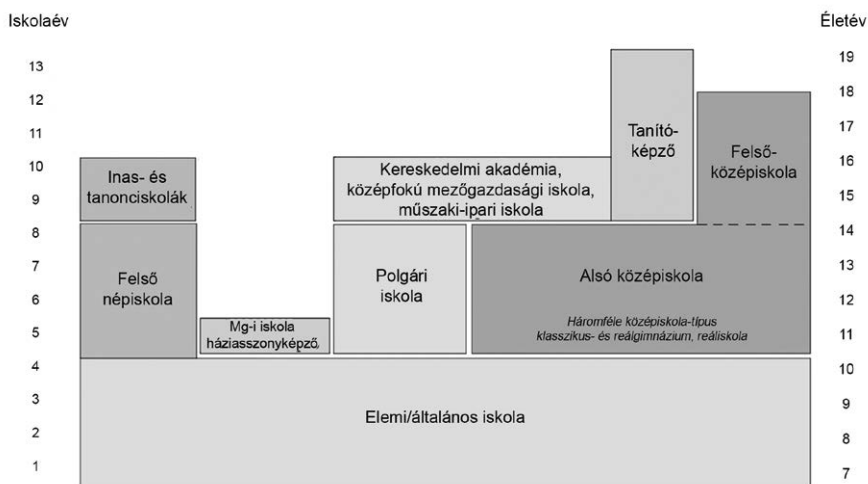 Iskolaév
Életév
13
12
11
10
9
8
7
6
5
4
3
2
1
Inas- és
tanonciskolák
Felső
népiskola
Mg-i iskola
háziasszonyképző
Kereskedelmi akadémia,
középfokú mezőgazdasági iskola,
műszaki-ipari iskola
Polgári
iskola
Tanító-
képző
Felső-
középiskola
Alsó középiskola
Háromféle középiskola-típus
klasszikus- és reálgimnázium, reáliskola
Elemi/általános iskola
19
18
17
16
15
14
13
12
11
10
9
8
7